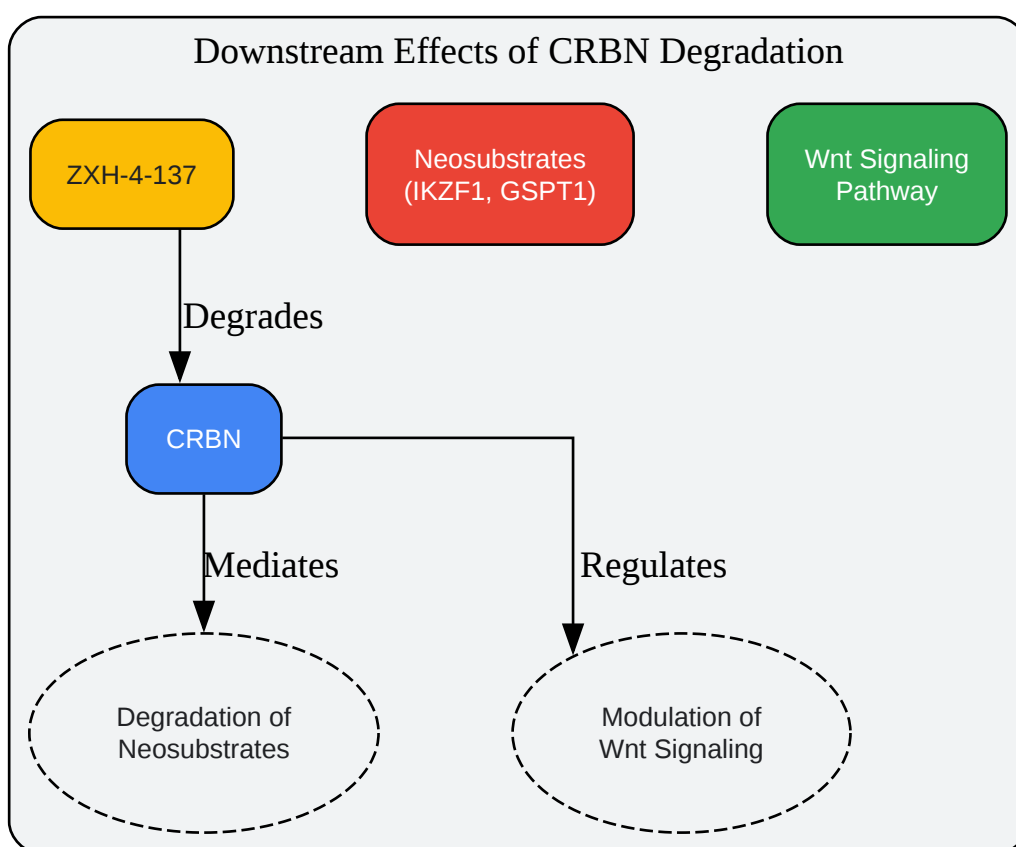 Downstream Effects of CRBN Degradation
ZXH-4-137
Neosubstrates
(IKZF1, GSPT1)
Wnt Signaling
Pathway
Degrades
CRBN
Mediates
Regulates
Degradation of
Neosubstrates
Modulation of
Wnt Signaling